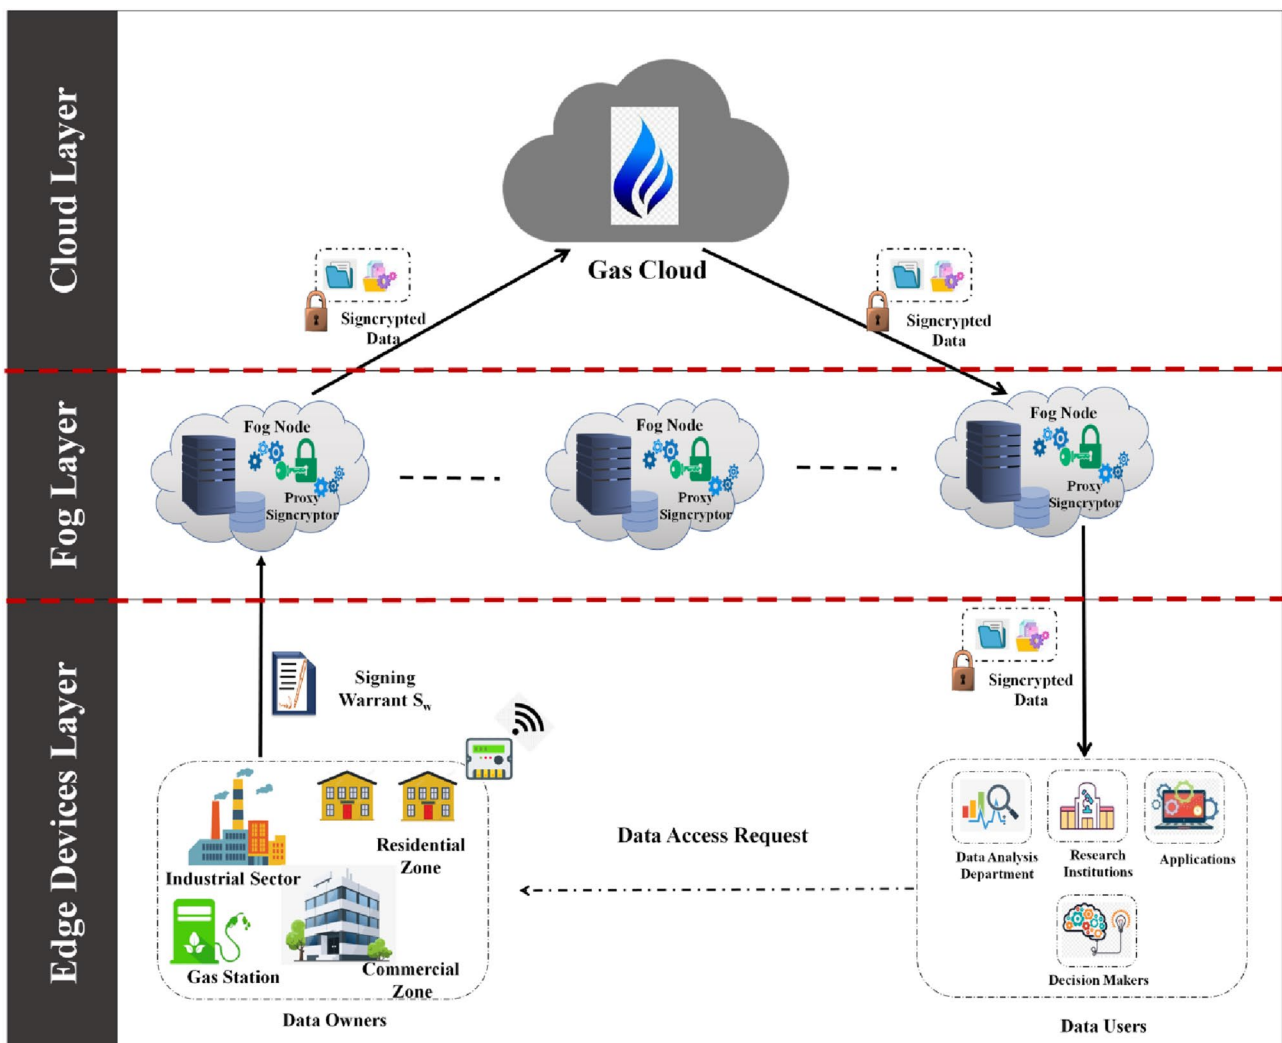 Cloud Layer
Gas Cloud
Signcrypted
Data
Signcrypted
Data
Fog Layer
Fog Node
Proxy
Signcryptor
Fog Node
Proxy
Signcryptor
Fog Node
Proxy
Signcryptor
Edge Devices Layer
Signing
Warrant Sw
Signcrypted
Data
Industrial Sector
Residential
Zone
Gas Station
Commercial
Zone
Data Owners
Data Access Request
Data Analysis
Department
Research
Institutions
Applications
Decision Makers
Data Users